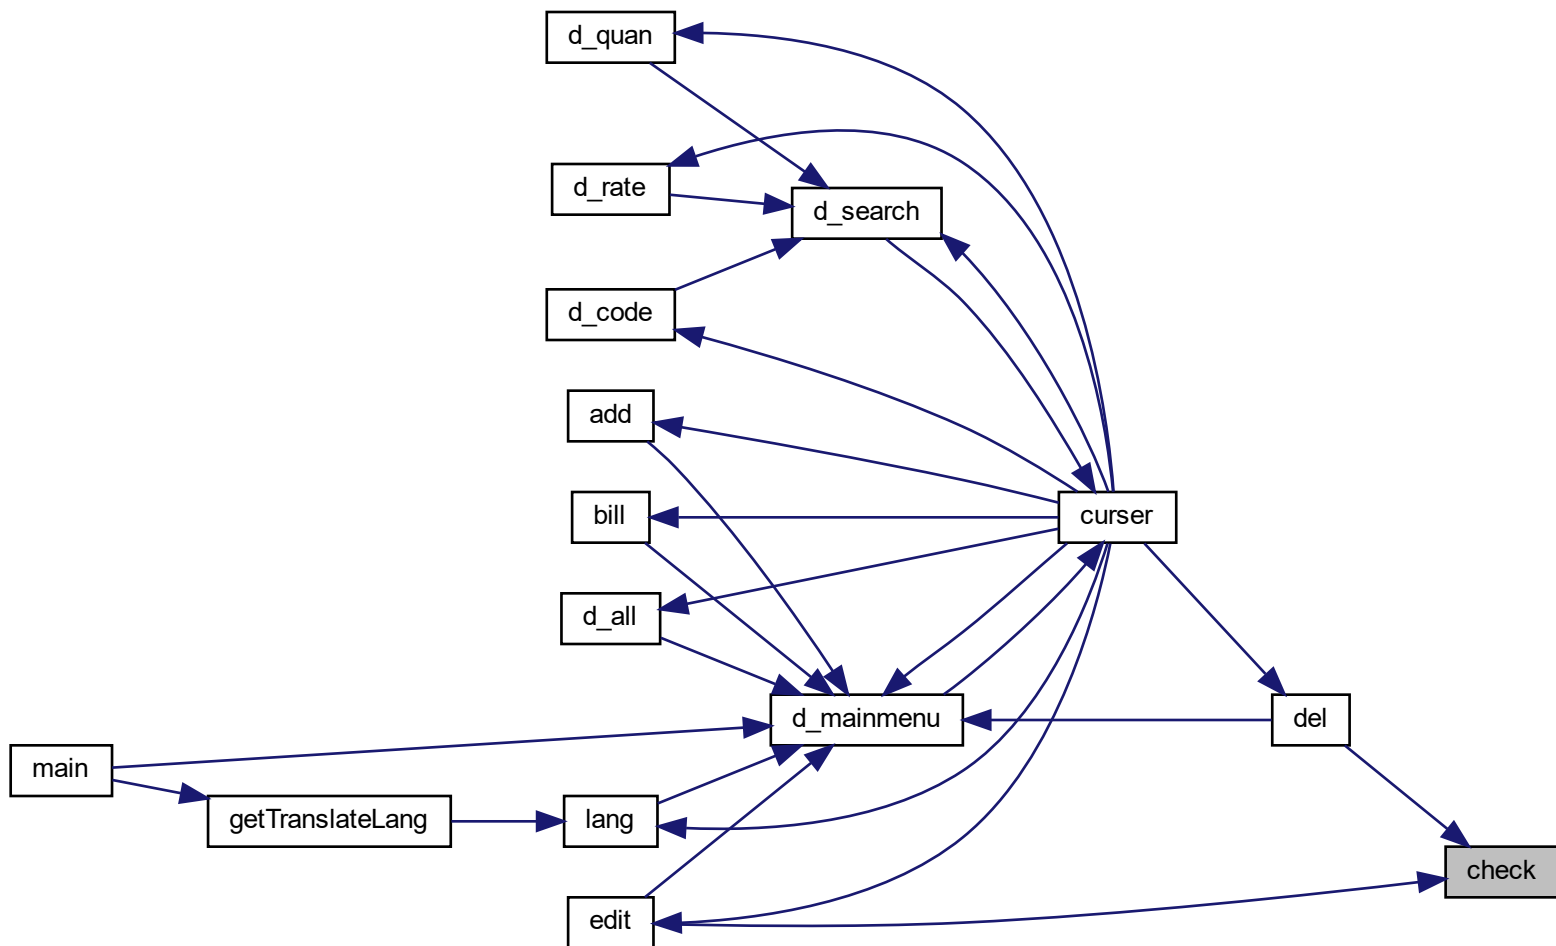 d_quan
d_rate
d_search
d_code
add
bill
curser
d_all
d_mainmenu
del
main
getTranslateLang
lang
check
edit